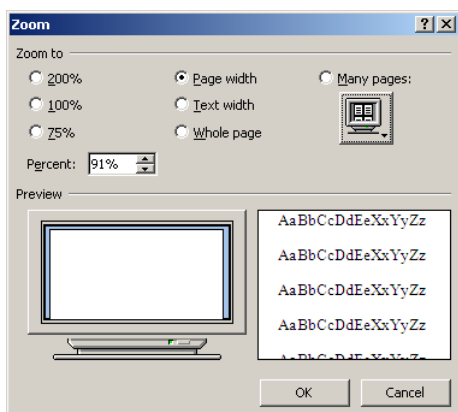 Zoom
Zoom to
200%
Page width
Many pages:
100%
Text width
75%
Whole page
Percent: 91%
Preview
AaBbCcDdEeXxYyZz
AaBbCcDdEeXxYyZz
AaBbCcDdEeXxYyZz
AaBbCcDdEeXxYyZz
AaBbCcDdEeXxYyZz
OK
Cancel